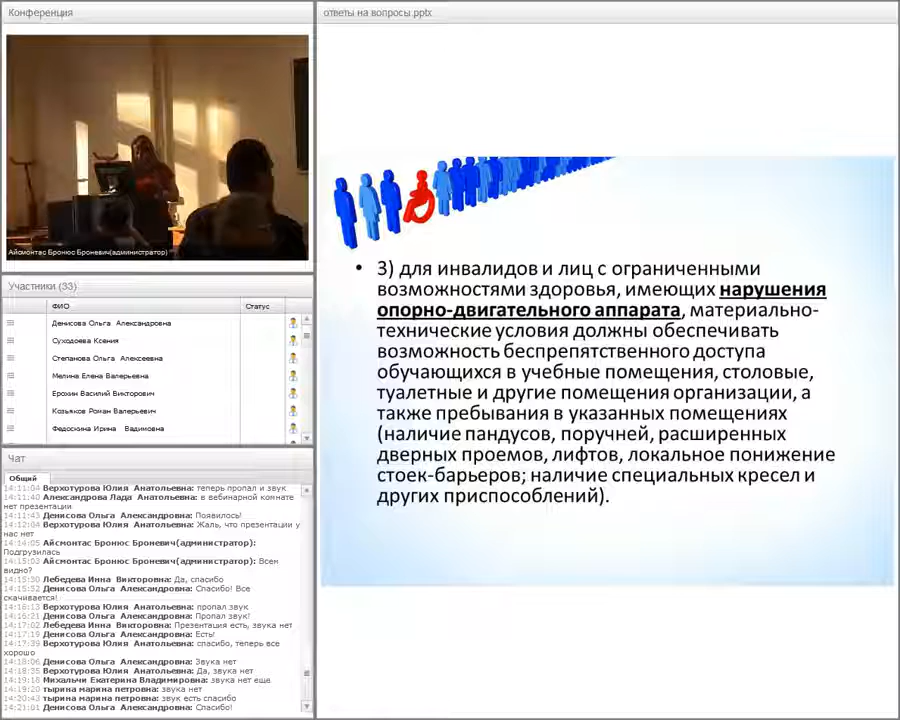 Конференция
Айсмонтас Бронюс Броневич(администратор)
Участники (33)
ФИО Статус
Денисова Ольга Александровна
Суходоева Ксения
Степанова Ольга Алексеевна
Мелина Елена Валерьевна
Ерохин Василий Викторович
Козьяков Роман Валерьевич
Федоскина Ирина Вадимовна
Чат
Общий
14:11:04 Верхотурова Юлия Анатольевна: теперь пропал и звук
14:11:40 Александрова Лада Анатольевна: в вебинарной комнате
нет презентации
14:11:43 Денисова Ольга Александровна: Появилось!
14:12:04 Верхотурова Юлия Анатольевна: Жаль, что презентации у
нас нет
14:14:05 Айсмонтас Бронюс Броневич(администратор):
Подгрузилась
14:15:03 Айсмонтас Бронюс Броневич(администратор): Всем
видно?
14:15:30 Лебедева Инна Викторовна: Да, спасибо
14:15:52 Денисова Ольга Александровна: Спасибо! Все
скачивается!
14:16:13 Верхотурова Юлия Анатольевна: пропал звук
14:16:21 Денисова Ольга Александровна: Пропал звук!
14:17:02 Лебедева Инна Викторовна: Презентация есть, звука нет
14:17:19 Денисова Ольга Александровна: Есть!
14:17:39 Верхотурова Юлия Анатольевна: спасибо, теперь все
хорошо
14:18:06 Денисова Ольга Александровна: Звука нет
14:18:35 Верхотурова Юлия Анатольевна: Да, звука нет
14:19:18 Михальчи Екатерина Владимировна: звука нет еще
14:19:20 тырина марина петровна: звука нет
14:20:43 тырина марина петровна: звук есть спасибо
14:21:01 Денисова Ольга Александровна: Спасибо!
ответы на вопросы.pptx
• 3) для инвалидов и лиц с ограниченными
возможностями здоровья, имеющих нарушения
опорно-двигательного аппарата, материально-
технические условия должны обеспечивать
возможность беспрепятственного доступа
обучающихся в учебные помещения, столовые,
туалетные и другие помещения организации, а
также пребывания в указанных помещениях
(наличие пандусов, поручней, расширенных
дверных проемов, лифтов, локальное понижение
стоек-барьеров; наличие специальных кресел и
других приспособлений).